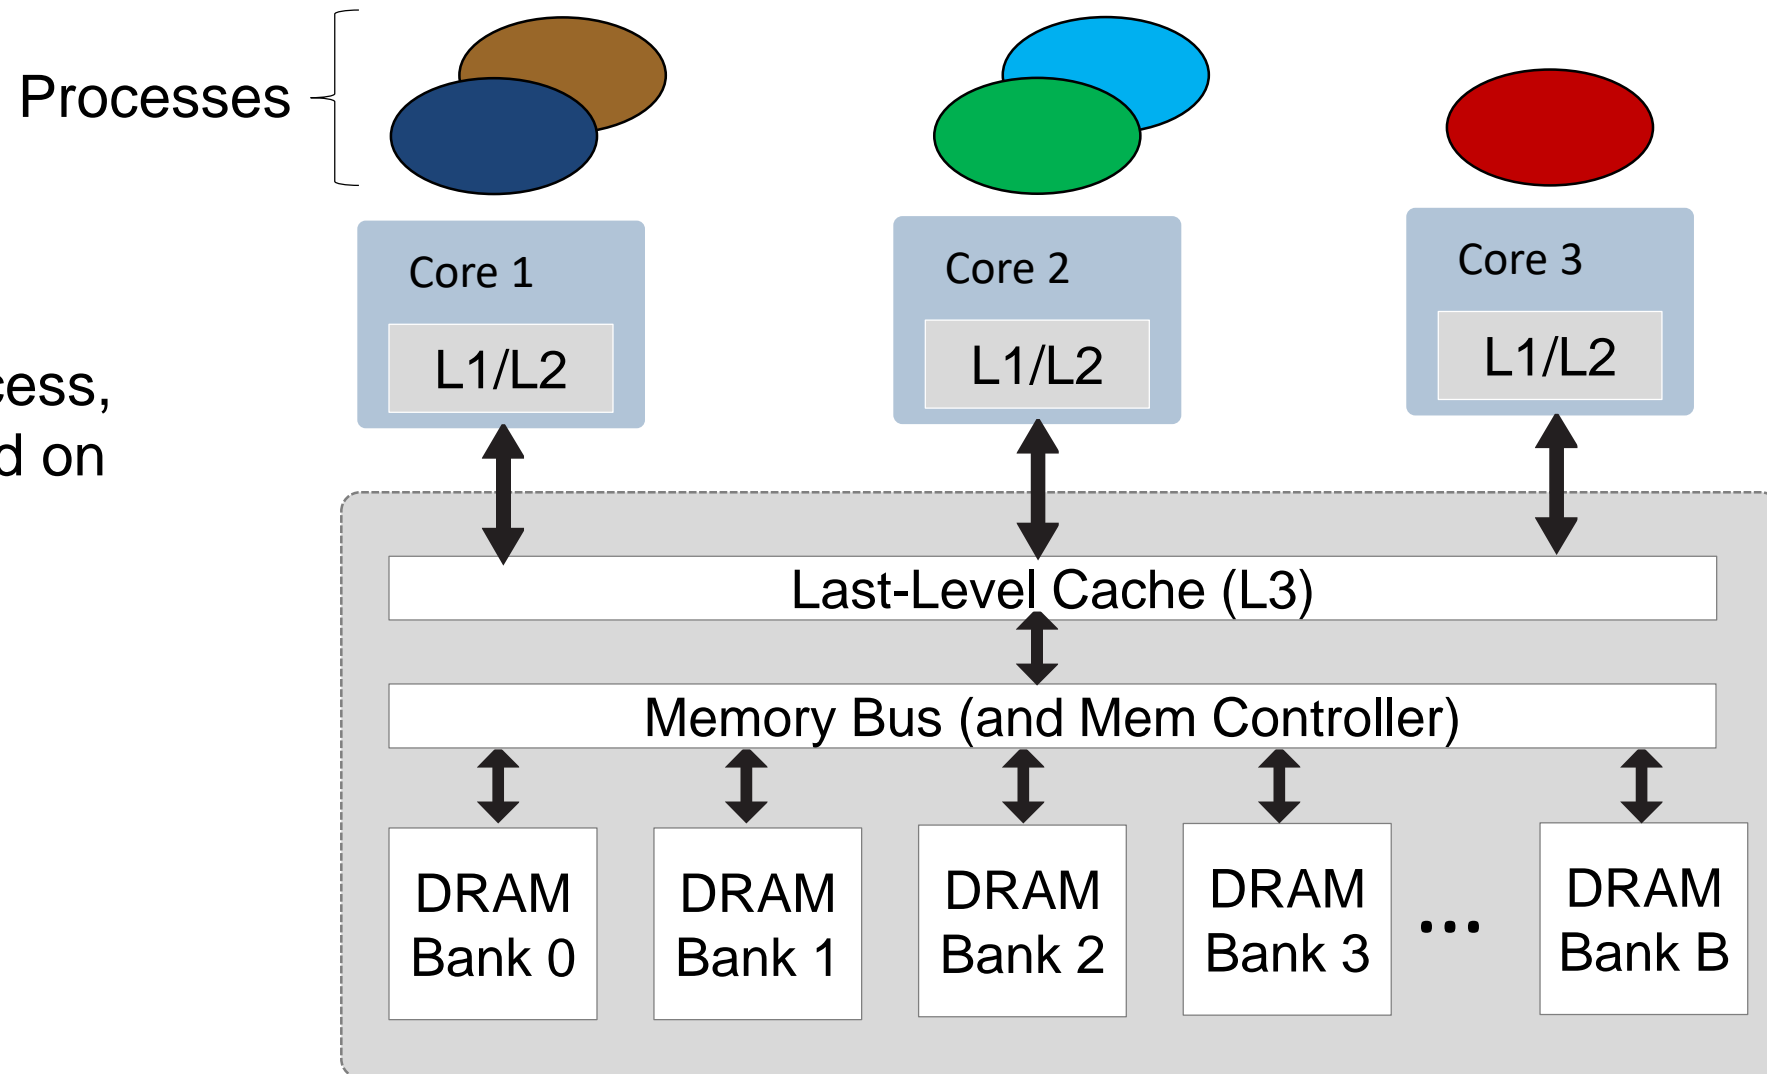 Processes
Core 1
L1/L2
Core 2
L1/L2
Core 3
L1/L2
cess,
d on
Last-Level Cache (L3)
Memory Bus (and Mem Controller)
DRAM
Bank 0
DRAM
Bank 1
DRAM
Bank 2
DRAM
Bank 3
...
DRAM
Bank B